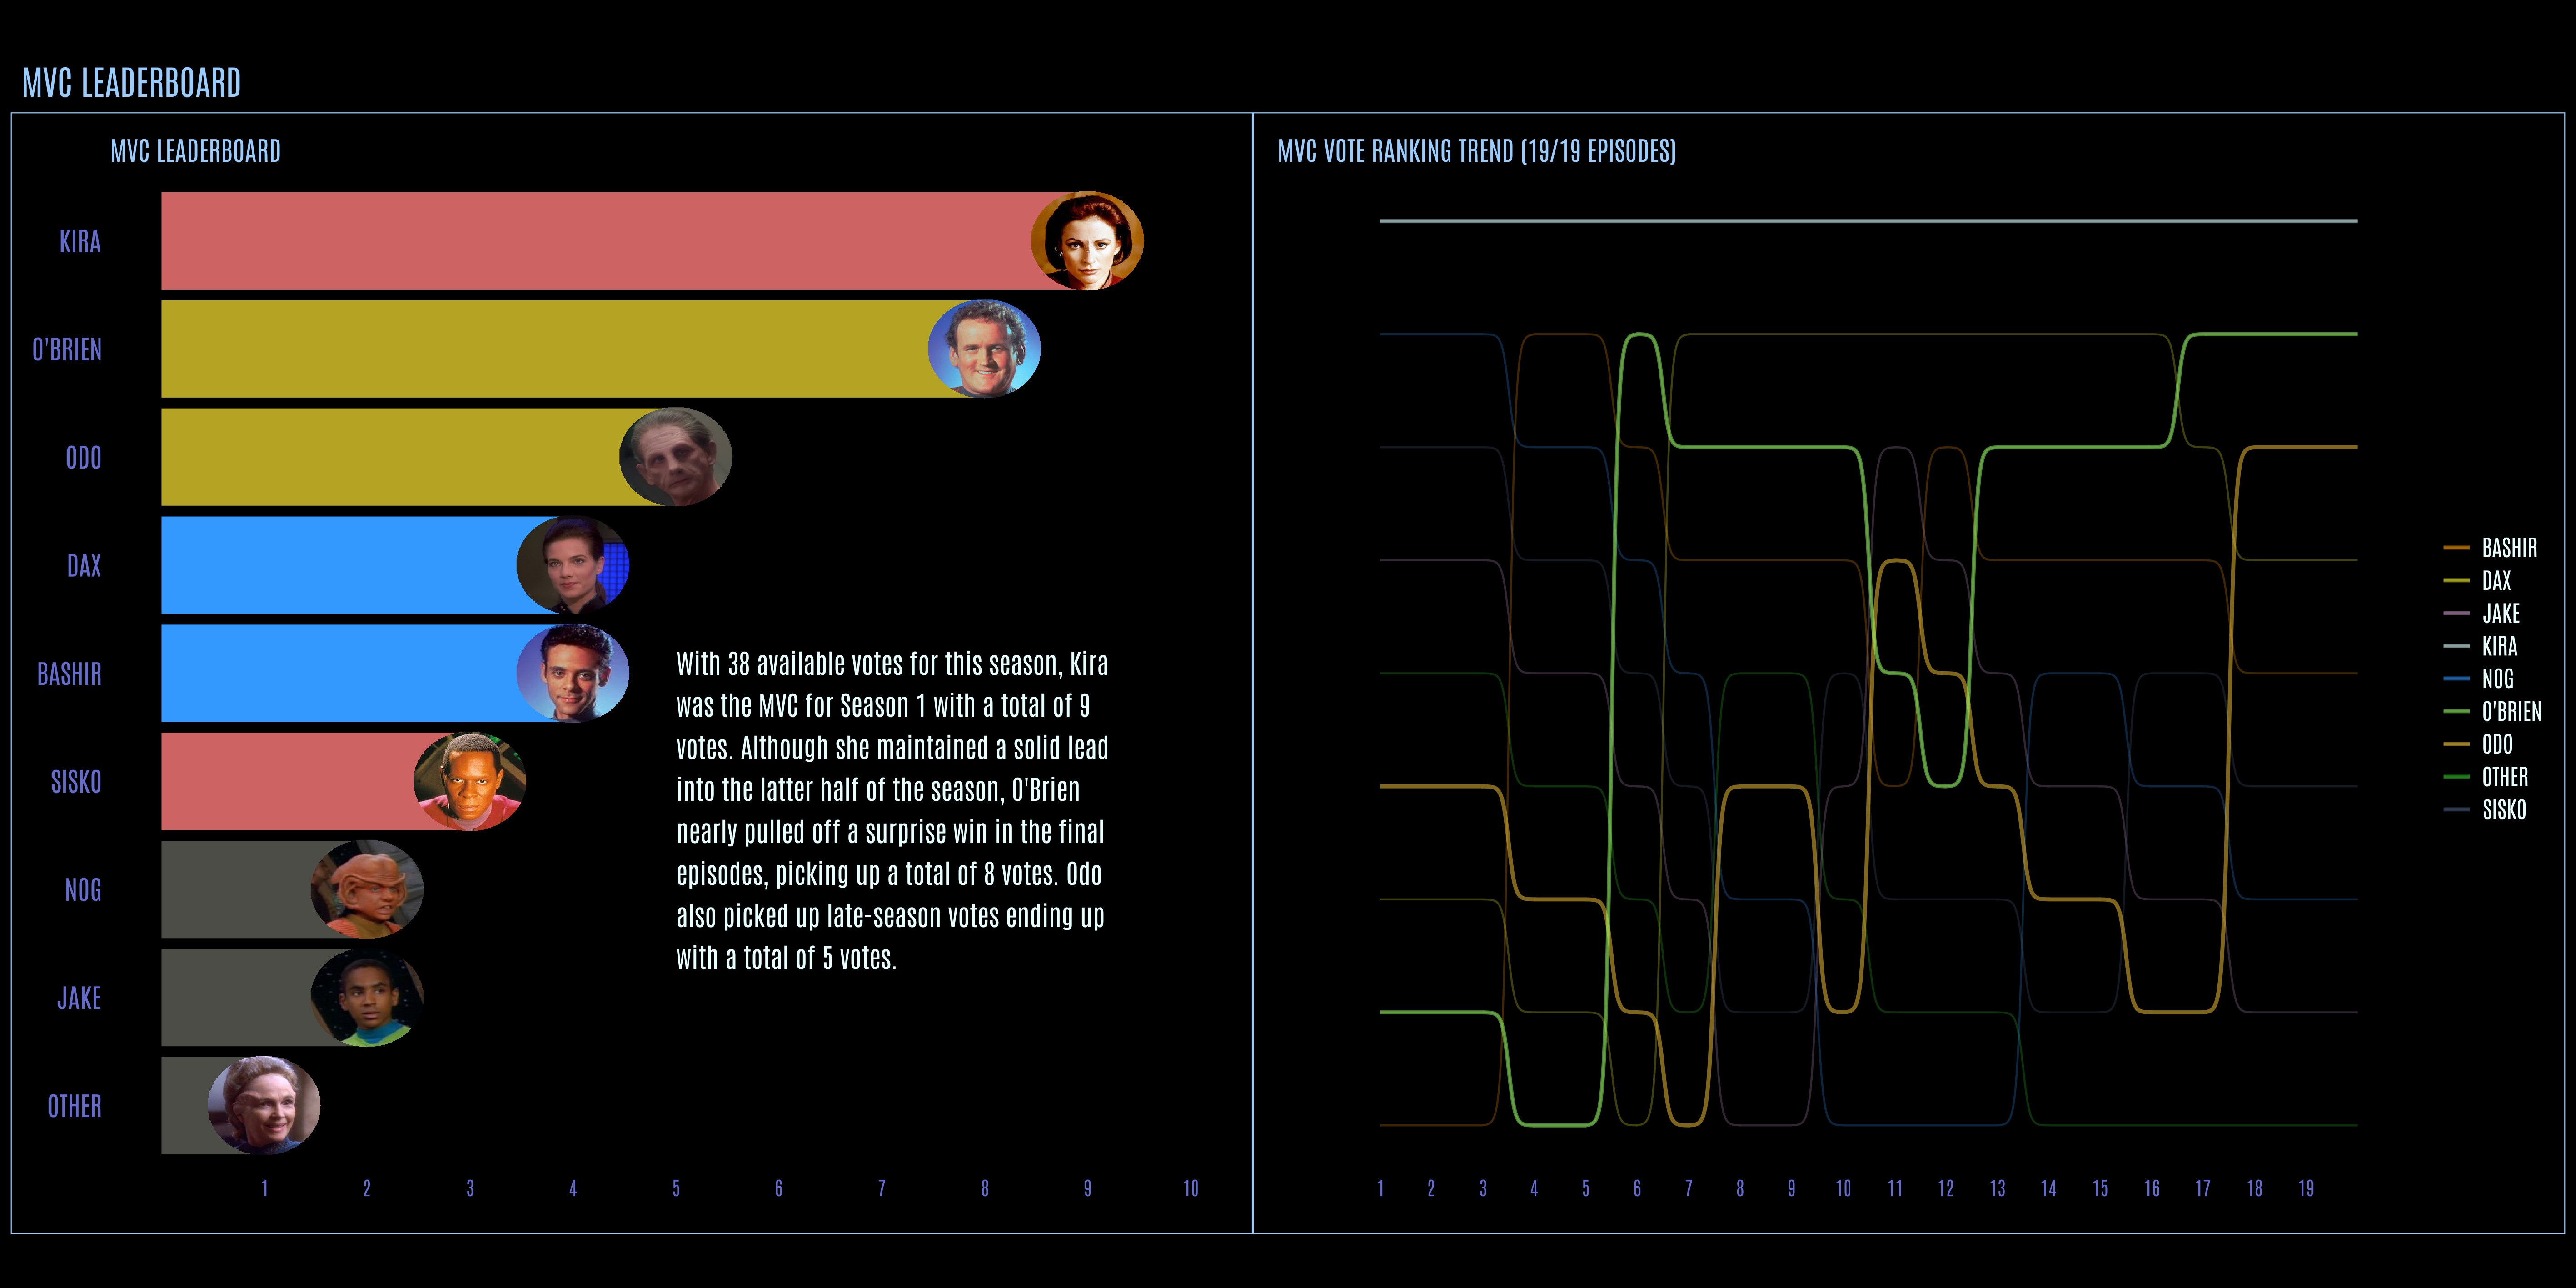 MVC LEADERBOARD
MVC LEADERBOARD
KIRA
O'BRIEN
ODO
DAX
BASHIR
SISKO
NOG
JAKE
OTHER
With 38 available votes for this season, Kira
was the MVC for Season 1 with a total of 9
votes. Although she maintained a solid lead
into the latter half of the season, O'Brien
nearly pulled off a surprise win in the final
episodes, picking up a total of 8 votes. Odo
also picked up late-season votes ending up
with a total of 5 votes.
1 2 3 4 5 6 7 8 9 10
MVC VOTE RANKING TREND (19/19 EPISODES)
1 2 3 4 5 6 7 8 9 10 11 12 13 14 15 16 17 18 19
BASHIR
DAX
JAKE
KIRA
NOG
O'BRIEN
ODO
OTHER
SISKO